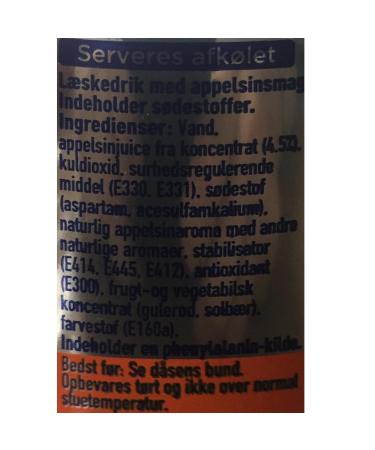 Serveres afkølet
Læskedrik med appelsinsmag
Indeholder sødestoffer.
Ingredienser: Vand,
appelsinjuice fra koncentrat (4.5%),
kuldioxid, surhedsregulerende
middel (E330, E331), sødestof
(aspartam, acesulfamkalium),
naturlig appelsinaroma med andre
naturlige aromaer, stabilisator
(E414, E445, E412), antioxidant
(E300), frugt-og vegetabilsk
koncentrat (gulerod, solbær),
farvestof (E160a).
Indeholder en phenylalanin-kilde.
Bedst før: Se dåsens bund.
Opbevares tørt og ikke over normal
stuetemperatur.